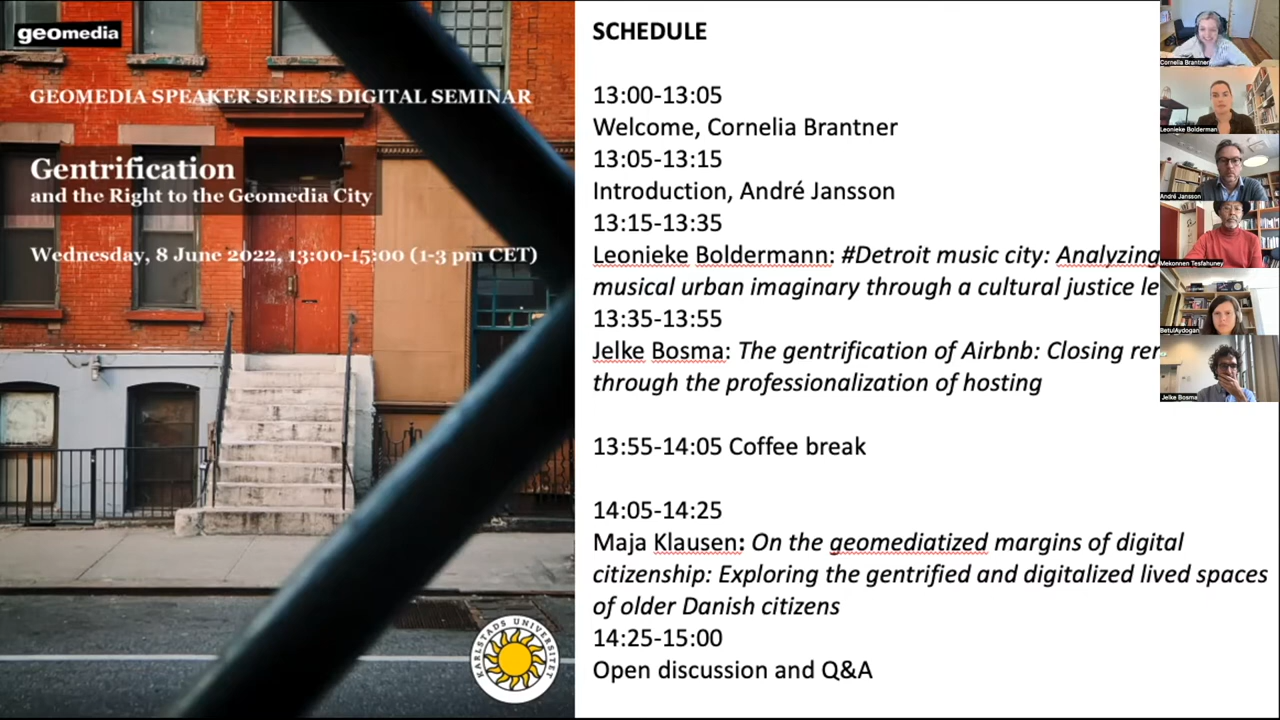 geomedia
GEOMEDIA SPEAKER SERIES DIGITAL SEMINAR
Gentrification
and the Right to the Geomedia City
Wednesday, 8 June 2022, 13:00-15:00 (1-3 pm CET)
KARLSTADS UNIVERSITET
SCHEDULE
13:00-13:05
Welcome, Cornelia Brantner
13:05-13:15
Introduction, André Jansson
13:15-13:35
Leonieke Boldermann: #Detroit music city: Analyzing
musical urban imaginary through a cultural justice le
13:35-13:55
Jelke Bosma: The gentrification of Airbnb: Closing rer
through the professionalization of hosting
13:55-14:05 Coffee break
14:05-14:25
Maja Klausen: On the geomediatized margins of digital
citizenship: Exploring the gentrified and digitalized lived spaces
of older Danish citizens
14:25-15:00
Open discussion and Q&A
Cornelia Brantner
Leonieke Bolderman
André Jansson
Mekonnen Tesfahuney
BetulAydogan
Jelke Bosma